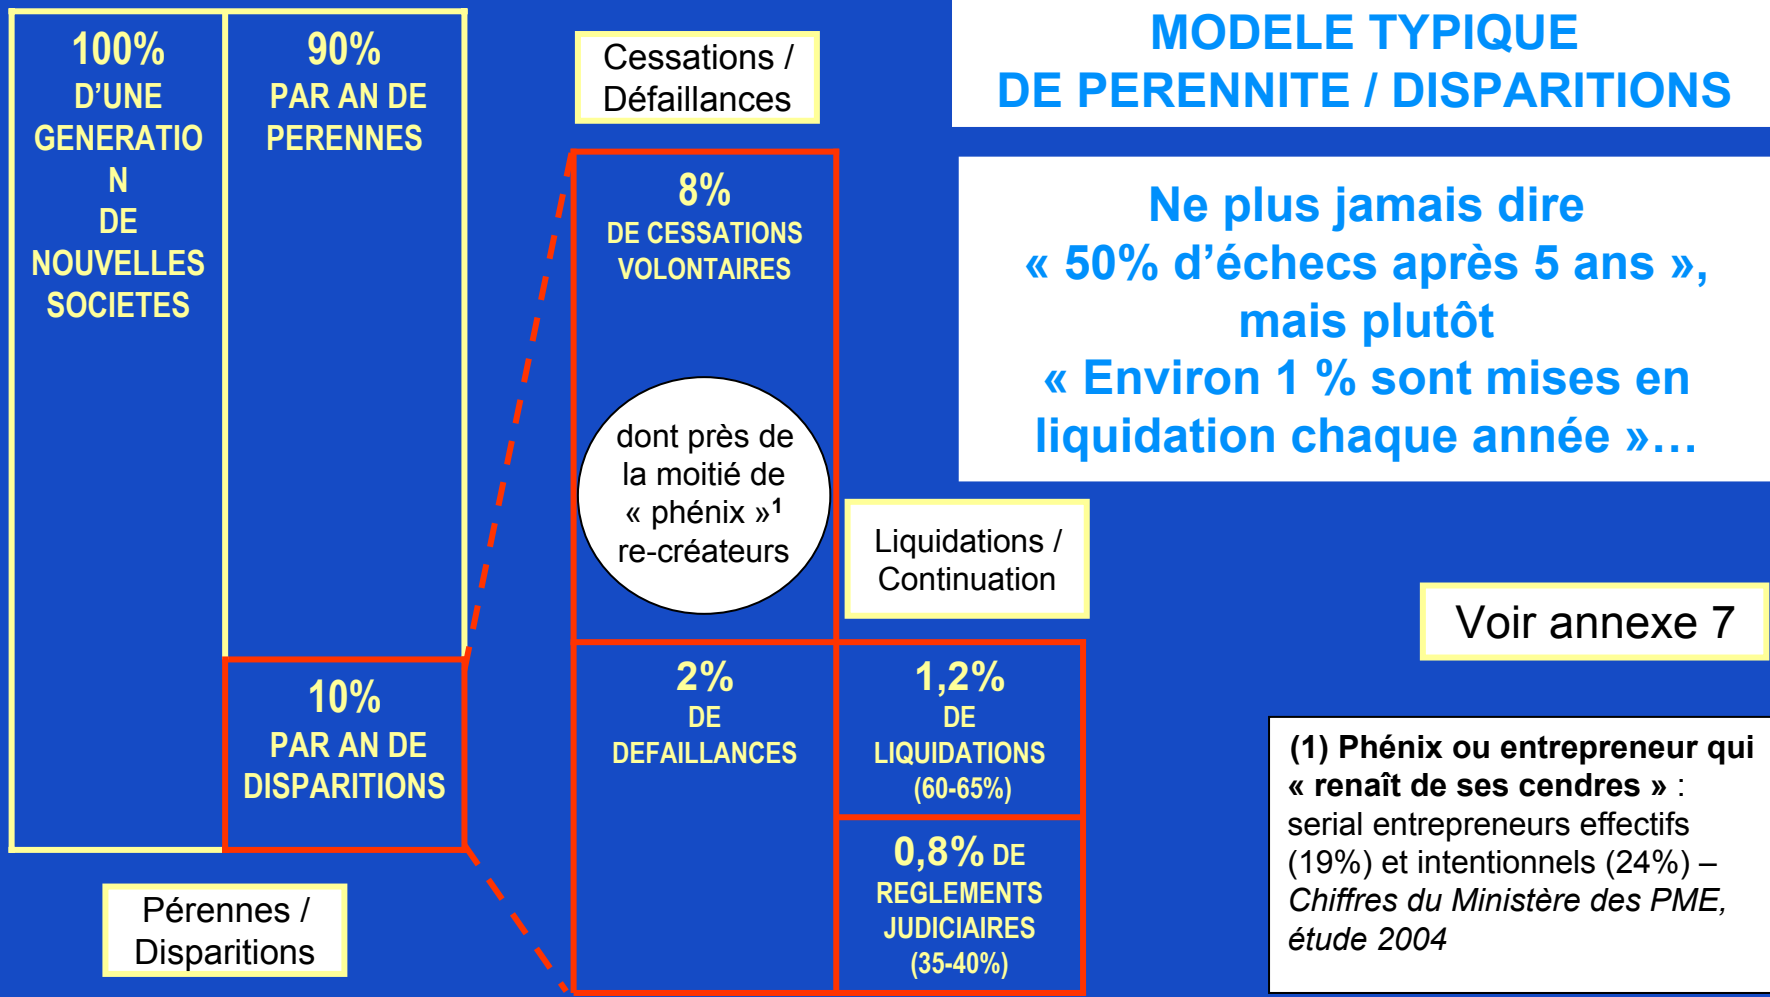 MODELE TYPIQUE
DE PERENNITE / DISPARITIONS
100%
D'UNE
GENERATIO
N
DE
NOUVELLES
SOCIETES
90%
PAR AN DE
PERENNES
10%
PAR AN DE
DISPARITIONS
Pérennes /
Disparitions
Cessations /
Défaillances
8%
DE CESSATIONS
VOLONTAIRES
dont près de
la moitié de
« phénix »¹
re-créateurs
2%
DE
DEFAILLANCES
Liquidations /
Continuation
1,2%
DE
LIQUIDATIONS
(60-65%)
0,8% DE
REGLEMENTS
JUDICIAIRES
(35-40%)
Ne plus jamais dire
« 50% d'échecs après 5 ans »,
mais plutôt
« Environ 1 % sont mises en
liquidation chaque année »…
Voir annexe 7
(1) Phénix ou entrepreneur qui
« renaît de ses cendres » :
serial entrepreneurs effectifs
(19%) et intentionnels (24%) –
Chiffres du Ministère des PME,
étude 2004